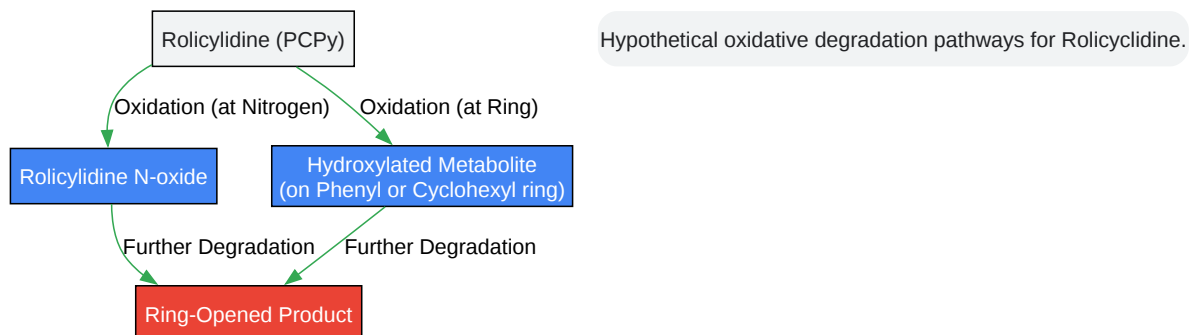 Rolicylidine (PCPy)
Hypothetical oxidative degradation pathways for Rolicyclidine.
Oxidation (at Nitrogen)
Oxidation (at Ring)
Rolicylidine N-oxide
Hydroxylated Metabolite
(on Phenyl or Cyclohexyl ring)
Further Degradation
Further Degradation
Ring-Opened Product